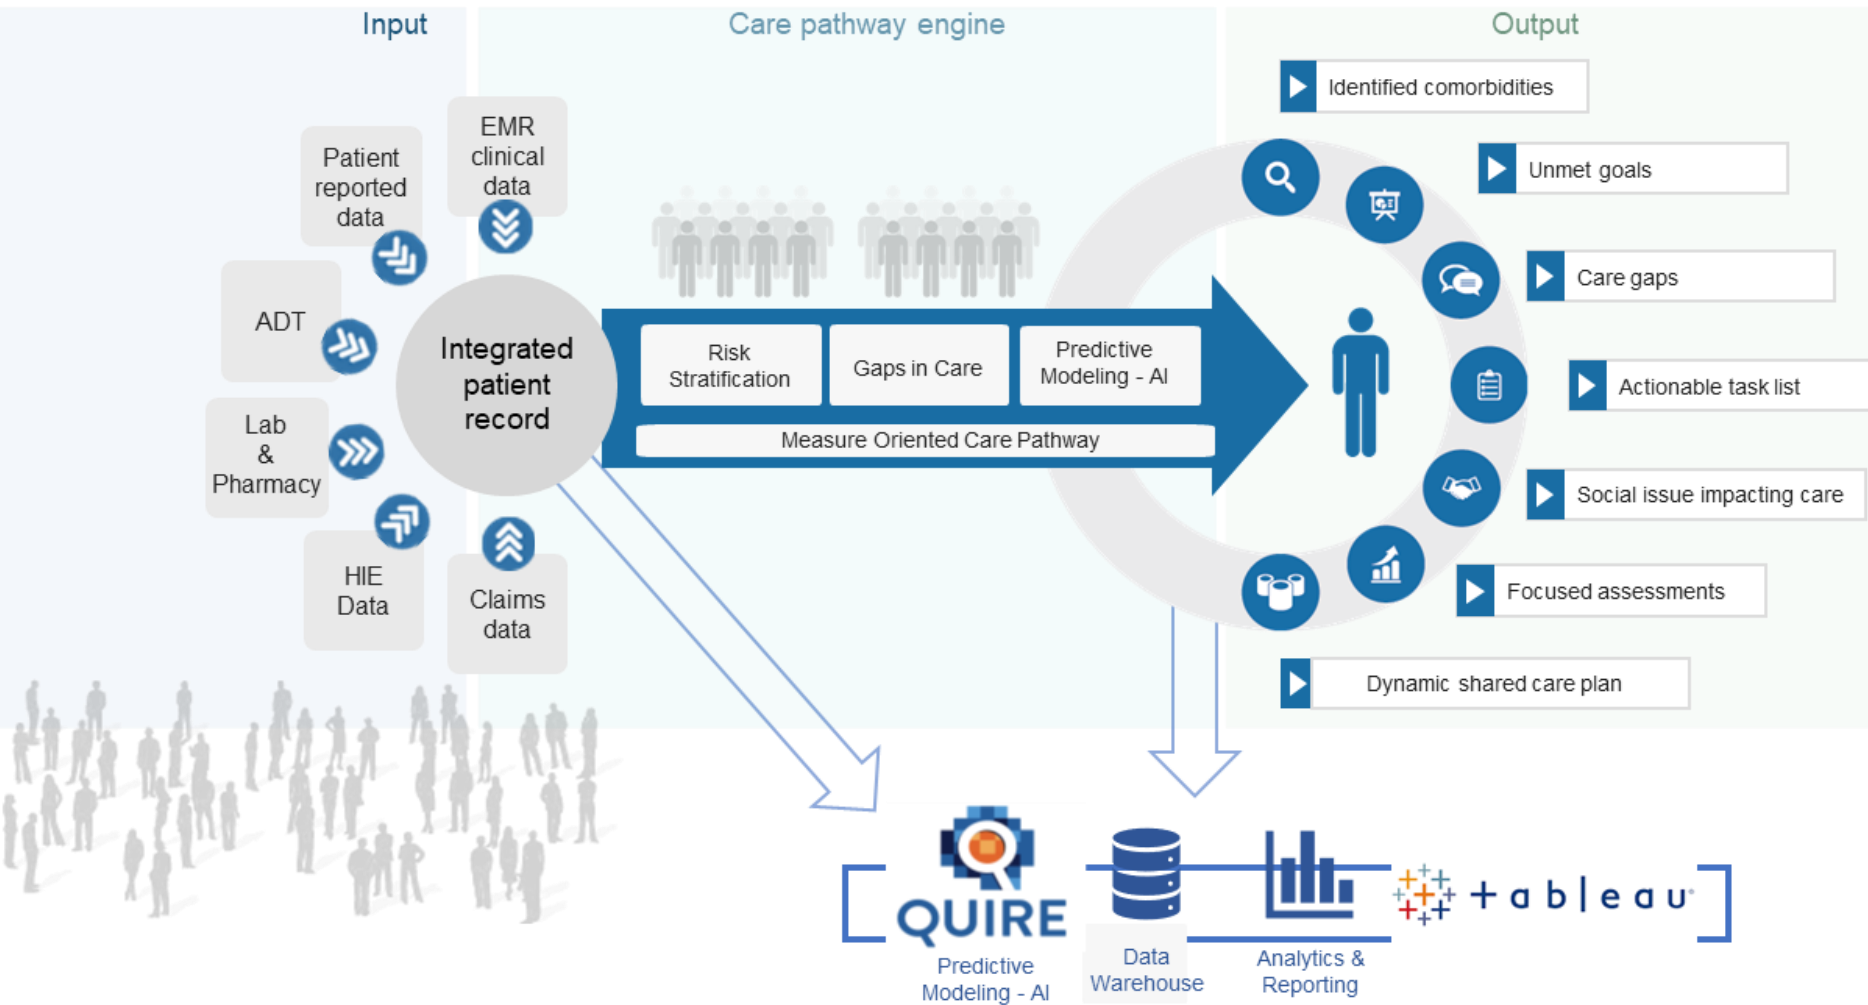 Input
Care pathway engine
Output
EMR
clinical
data
Patient
reported
data
ADT
Lab
&
Pharmacy
HIE
Data
Claims
data
Integrated
patient
record
Risk
Stratification
Gaps in Care
Predictive
Modeling - AI
Measure Oriented Care Pathway
Identified comorbidities
Unmet goals
Care gaps
Actionable task list
Social issue impacting care
Focused assessments
Dynamic shared care plan
QUIRE
Predictive
Modeling - AI
Data
Warehouse
Analytics &
Reporting
+ableau®